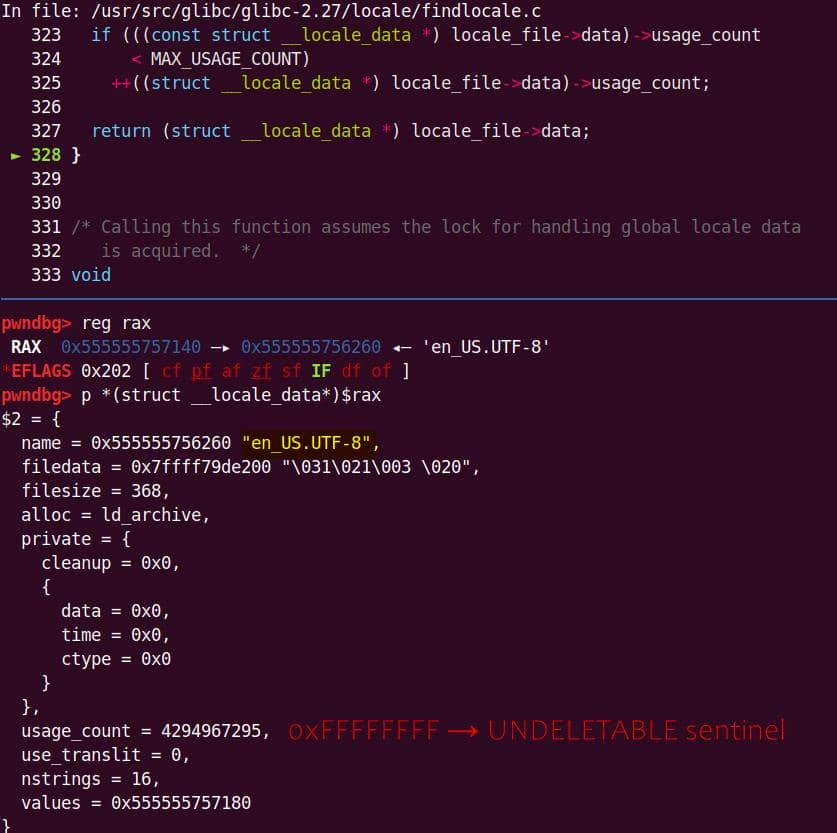 In file: /usr/src/glibc/glibc-2.27/locale/findlocale.c
323 if (((const struct __locale_data *) locale_file->data)->usage_count
324 < MAX_USAGE_COUNT)
325 ++((struct __locale_data *) locale_file->data)->usage_count;
326
327 return (struct __locale_data *) locale_file->data;
► 328 }
329
330
331 /* Calling this function assumes the lock for handling global locale data
332 is acquired. */
333 void
pwndbg> reg rax
RAX 0x555555757140 —▸ 0x555555756260 ◂— 'en_US.UTF-8'
*EFLAGS 0x202 [ cf pf af zf sf IF df of ]
pwndbg> p *(struct __locale_data*)$rax
$2 = {
name = 0x555555756260 "en_US.UTF-8",
filedata = 0x7ffff79de200 "\031\021\003 \020",
filesize = 368,
alloc = ld_archive,
private = {
cleanup = 0x0,
{
data = 0x0,
time = 0x0,
ctype = 0x0
}
},
usage_count = 4294967295, 0xFFFFFFFF → UNDELETABLE sentinel
use_translit = 0,
nstrings = 16,
values = 0x555555757180
}